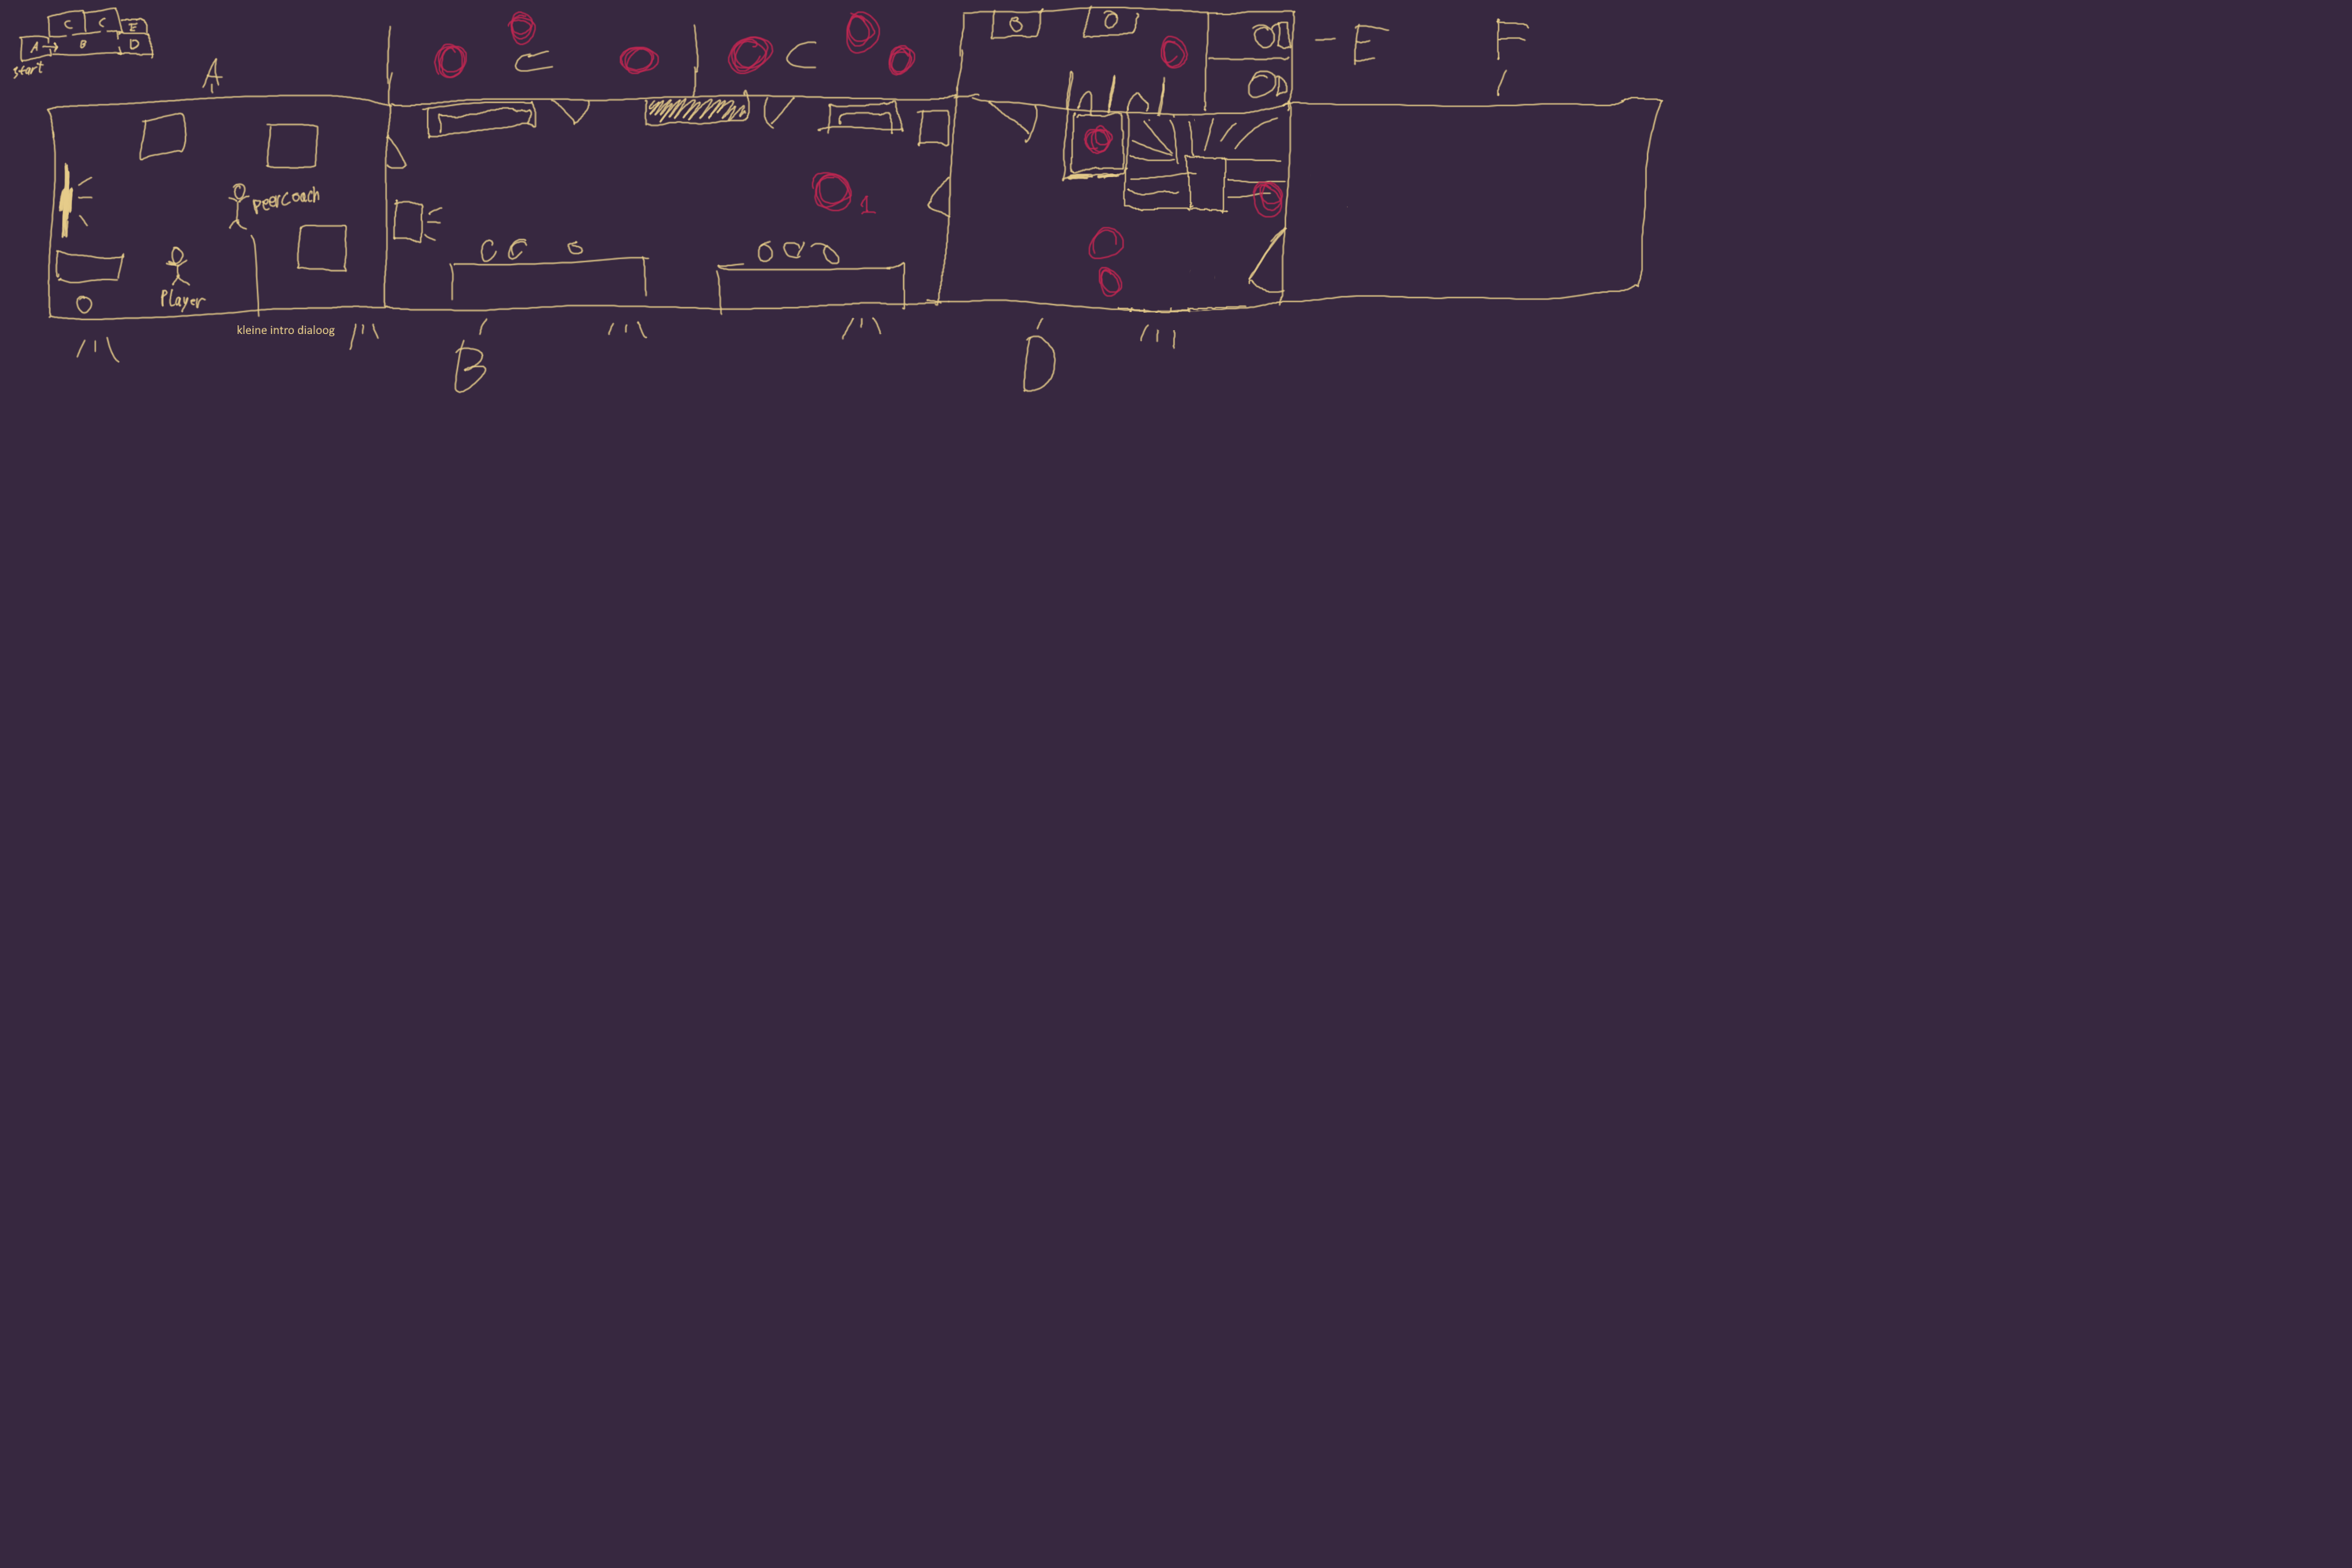 C C E
A → B D
start
A
C
C
E
F
peercoach
Player
1
kleine intro dialoog
B
D